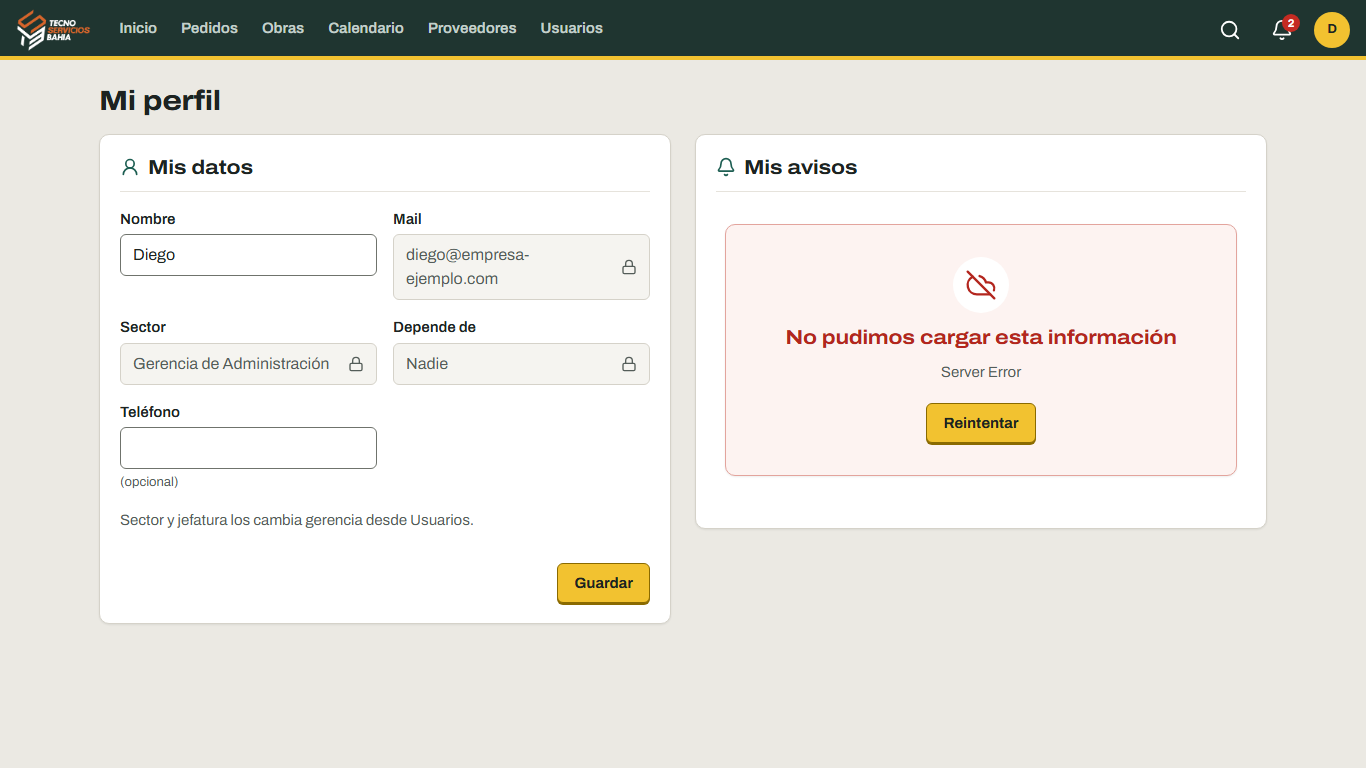 TECNO
SERVICIOS
BAHIA
Inicio
Pedidos
Obras
Calendario
Proveedores
Usuarios
2
D
Mi perfil
Mis datos
Nombre
Diego
Mail
diego@empresa-
ejemplo.com
Sector
Gerencia de Administración
Depende de
Nadie
Teléfono
(opcional)
Sector y jefatura los cambia gerencia desde Usuarios.
Guardar
Mis avisos
No pudimos cargar esta información
Server Error
Reintentar